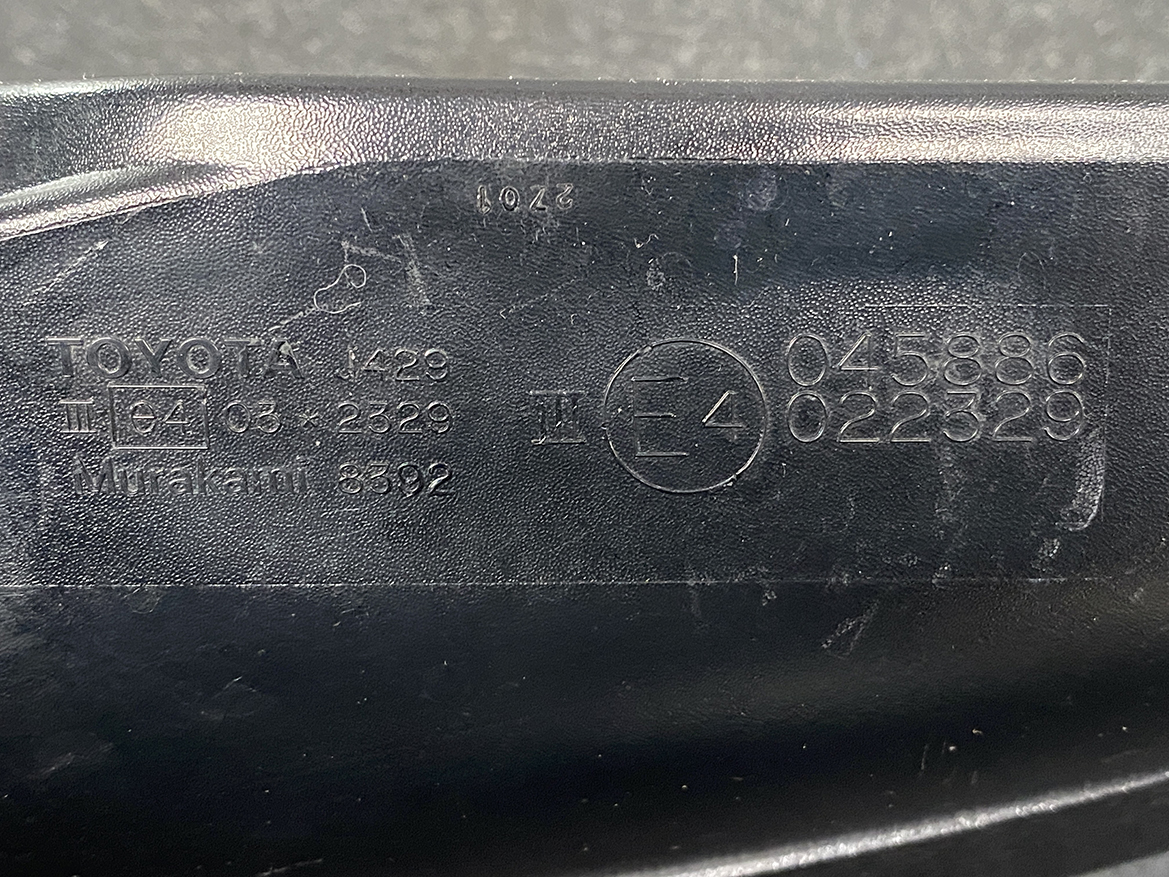 2701
TOYOTA J429
III e4 03*2329
Murakami 8392
III E4 045886
022329